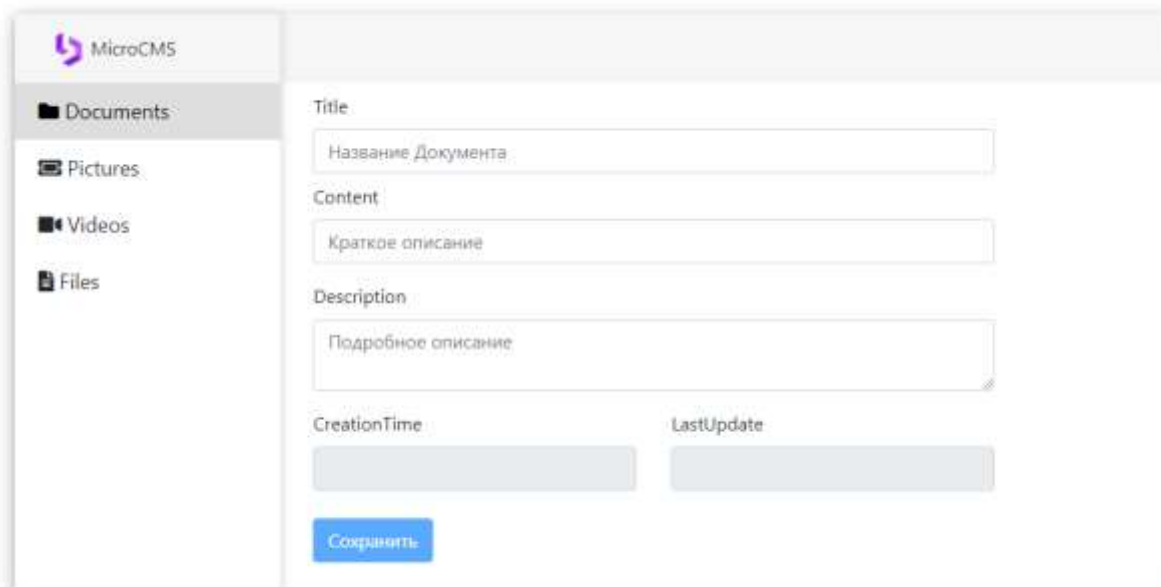 MicroCMS
Documents
Pictures
Videos
Files
Title
Название Документа
Content
Краткое описание
Description
Подробное описание
CreationTime
LastUpdate
Сохранить